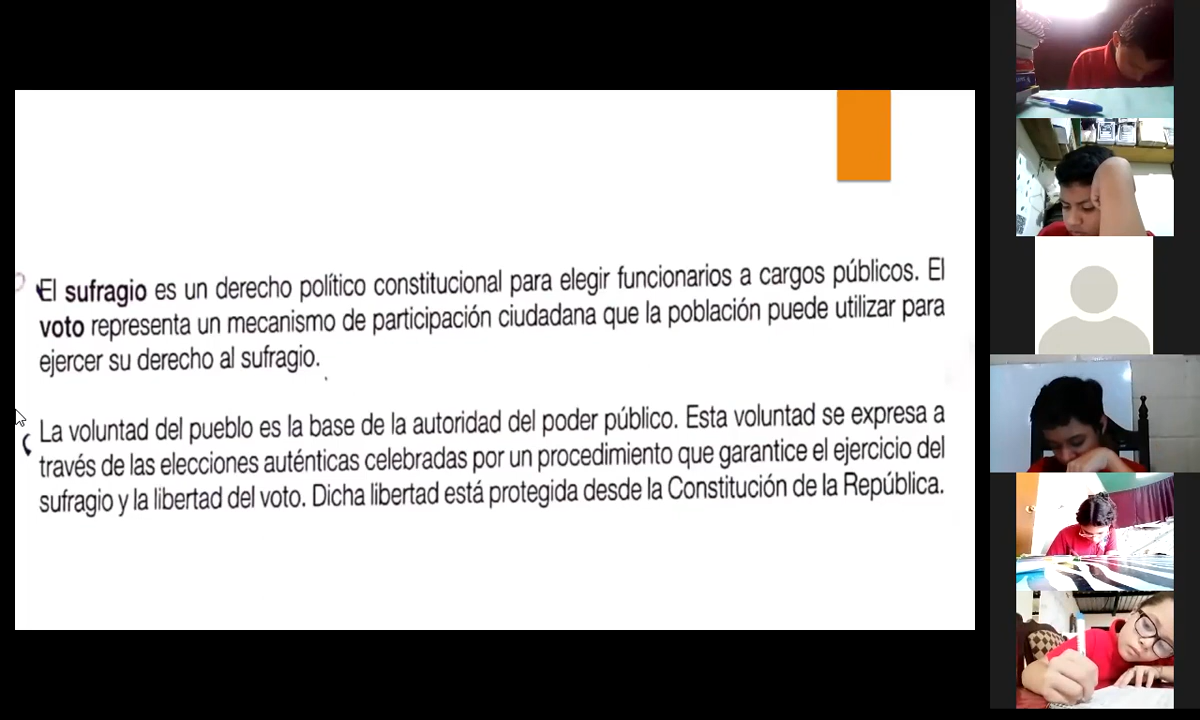 El sufragio es un derecho político constitucional para elegir funcionarios a cargos públicos. El
voto representa un mecanismo de participación ciudadana que la población puede utilizar para
ejercer su derecho al sufragio.
La voluntad del pueblo es la base de la autoridad del poder público. Esta voluntad se expresa a
través de las elecciones auténticas celebradas por un procedimiento que garantice el ejercicio del
sufragio y la libertad del voto. Dicha libertad está protegida desde la Constitución de la República.